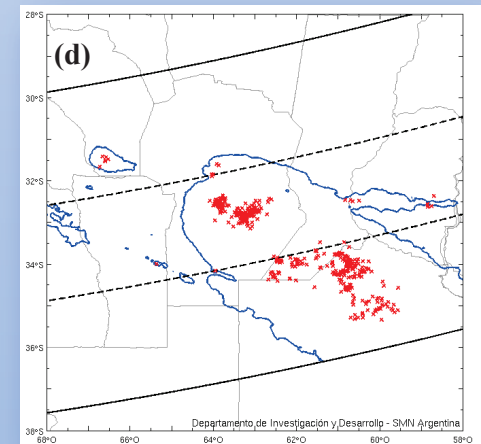 (d)
28°S
30°S
32°S
34°S
36°S
38°S
68°O
66°O
64°O
62°O
60°O
58°O
Departamento de Investigación y Desarrollo - SMN Argentina